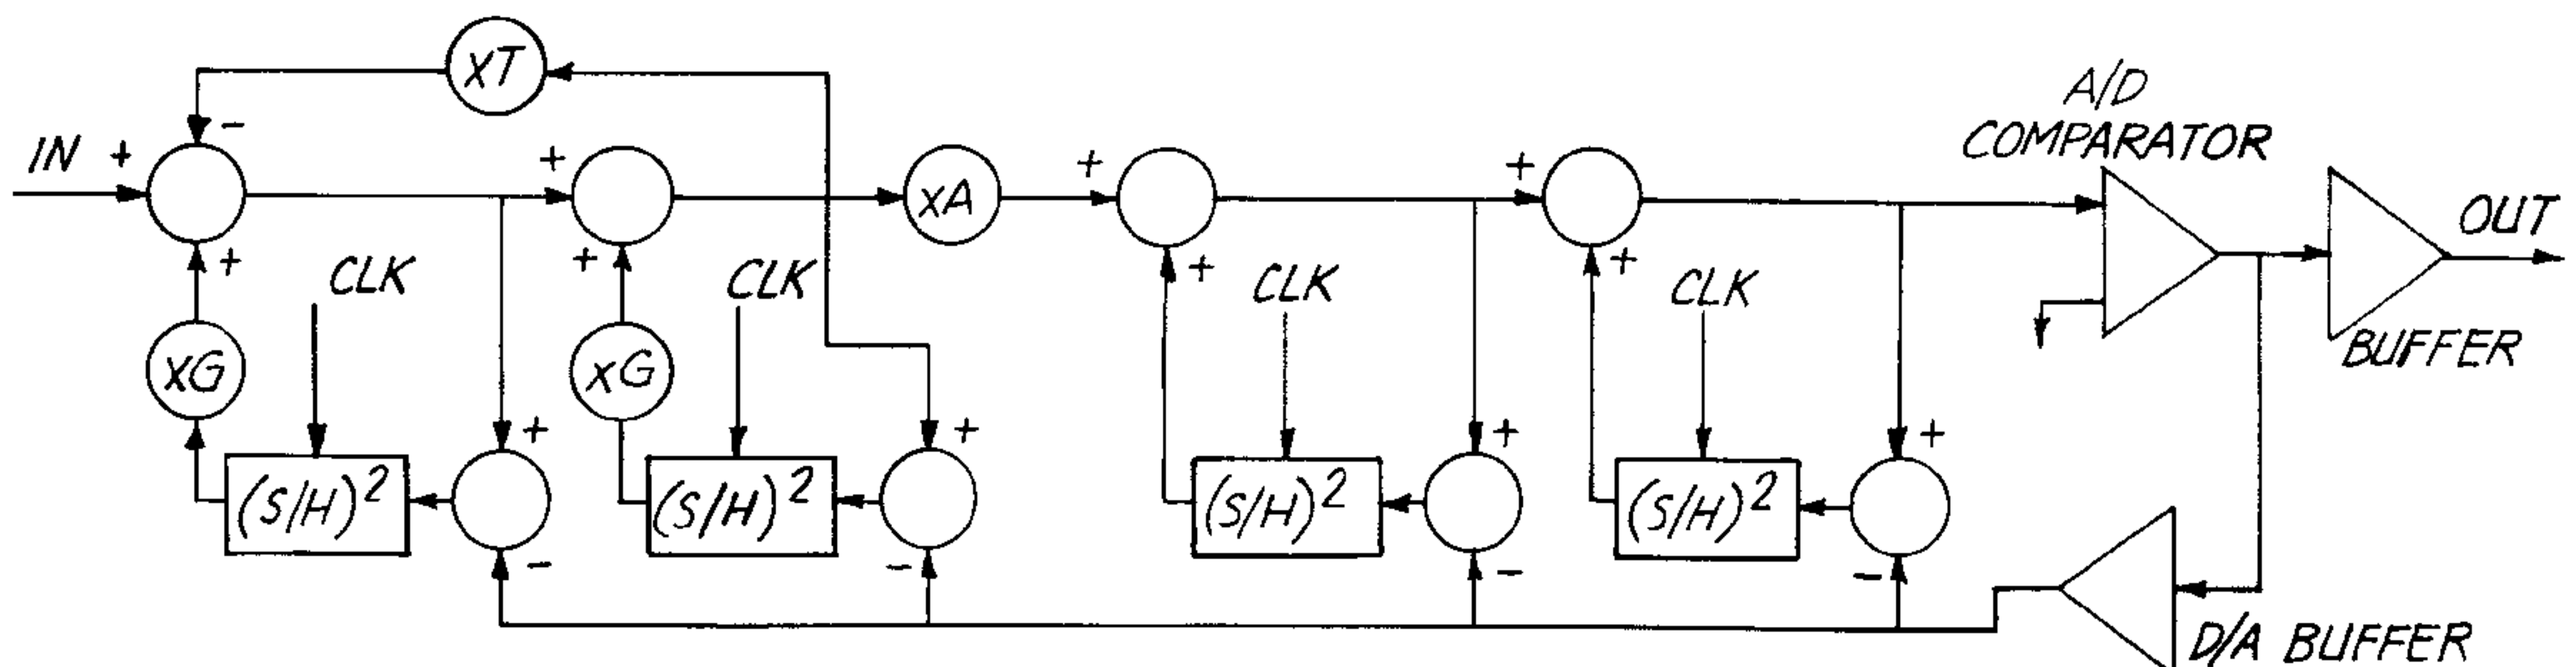 xT
IN + -
+ xG
CLK
(S/H)²
+ -
+ + xG
CLK
(S/H)²
+ -
xA
+ +
CLK
(S/H)²
+ -
+ +
CLK
(S/H)²
+ -
A/D
COMPARATOR
OUT
BUFFER
D/A BUFFER